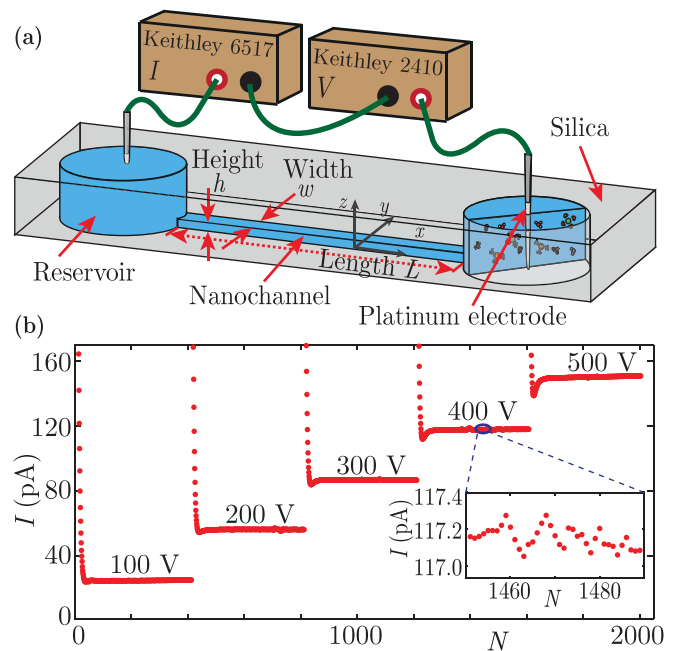 (a)
Keithley 6517
I
Keithley 2410
V
Silica
Height
h
Width
w
z
y
x
Reservoir
Length L
Nanochannel
Platinum electrode
(b)
160
500 V
400 V
120
300 V
I (pA)
80
200 V
117.4
I (pA)
117.2
40
100 V
117.0
1460
N
1480
0
0
1000
N
2000